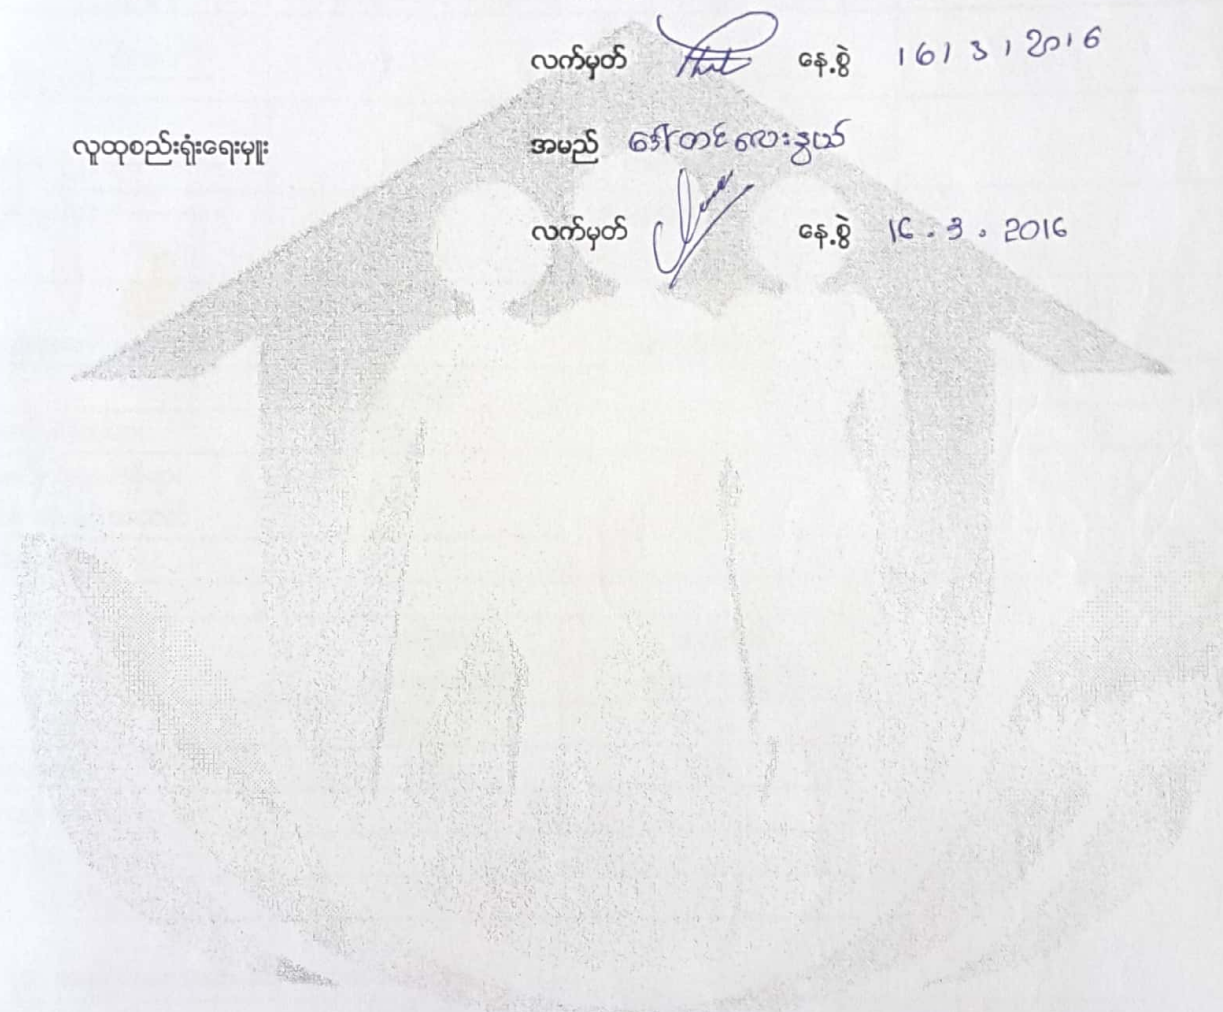 လက်မှတ် နေ့စွဲ 16/3/2016
လူထုစည်းရုံးရေးမှူး အမည် ဒေါ်တင်လေးနွယ်
လက်မှတ် နေ့စွဲ 16.3.2016